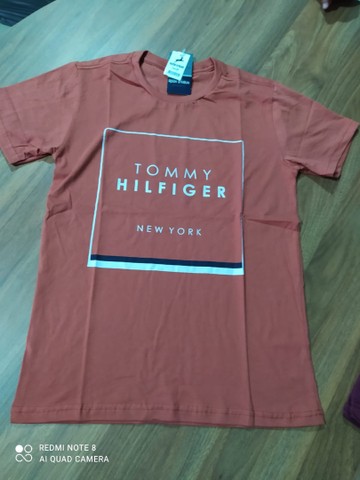 TOMMY
HILFIGER
NEW YORK
REDMI NOTE 8
AI QUAD CAMERA